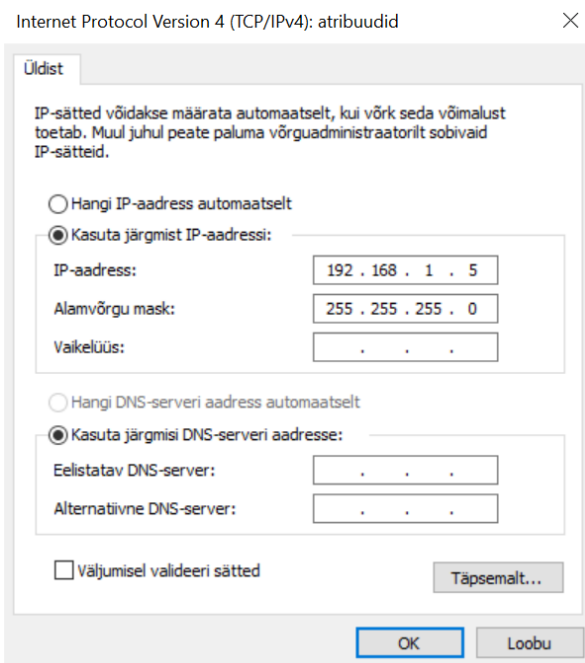 Internet Protocol Version 4 (TCP/IPv4): atribuudid
Üldist
IP-sätted võidakse määrata automaatselt, kui võrk seda võimalust
toetab. Muul juhul peate paluma võrguadministraatorilt sobivaid
IP-sätteid.
Hangi IP-aadress automaatselt
Kasuta järgmist IP-aadressi:
IP-aadress: 192 . 168 . 1 . 5
Alamvõrgu mask: 255 . 255 . 255 . 0
Vaikelüüs: . . .
Hangi DNS-serveri aadress automaatselt
Kasuta järgmisi DNS-serveri aadresse:
Eelistatav DNS-server: . . .
Alternatiivne DNS-server: . . .
Väljumisel valideeri sätted
Täpsemalt...
OK Loobu